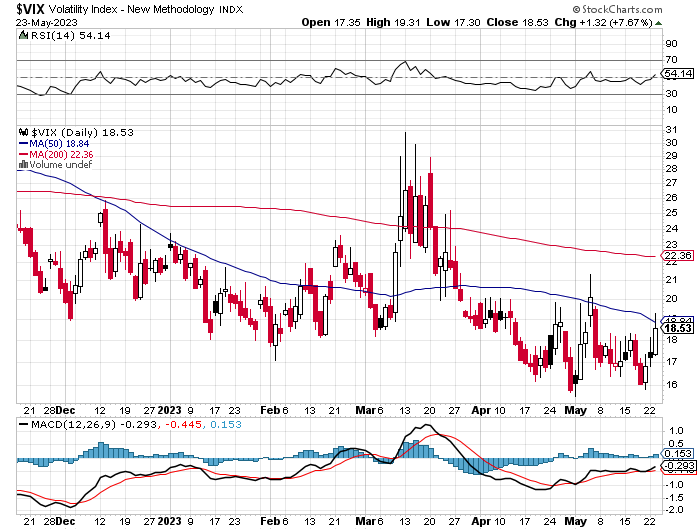 $VIX Volatility Index - New Methodology INDX
© StockCharts.com
23-May-2023
Open 17.35 High 19.31 Low 17.30 Close 18.53 Chg +1.32 (+7.67%)
RSI(14) 54.14
90
70
54.14
30
10
$VIX (Daily) 18.53
MA(50) 18.84
MA(200) 22.36
Volume undef
31
30
29
28
27
26
25
24
23
22.36
22
21
20
19
18.84
18.53
18
17
16
21 28 Dec 12 19 27 2023 9 17 23 Feb 6 13 21 Mar 6 13 20 27 Apr 10 17 24 May 8 15 22
MACD(12,26,9) -0.293, -0.445, 0.153
1.0
0.5
0.153
-0.293
-1.0
-1.5
-2.0
21 28 Dec 12 19 27 2023 9 17 23 Feb 6 13 21 Mar 6 13 20 27 Apr 10 17 24 May 8 15 22